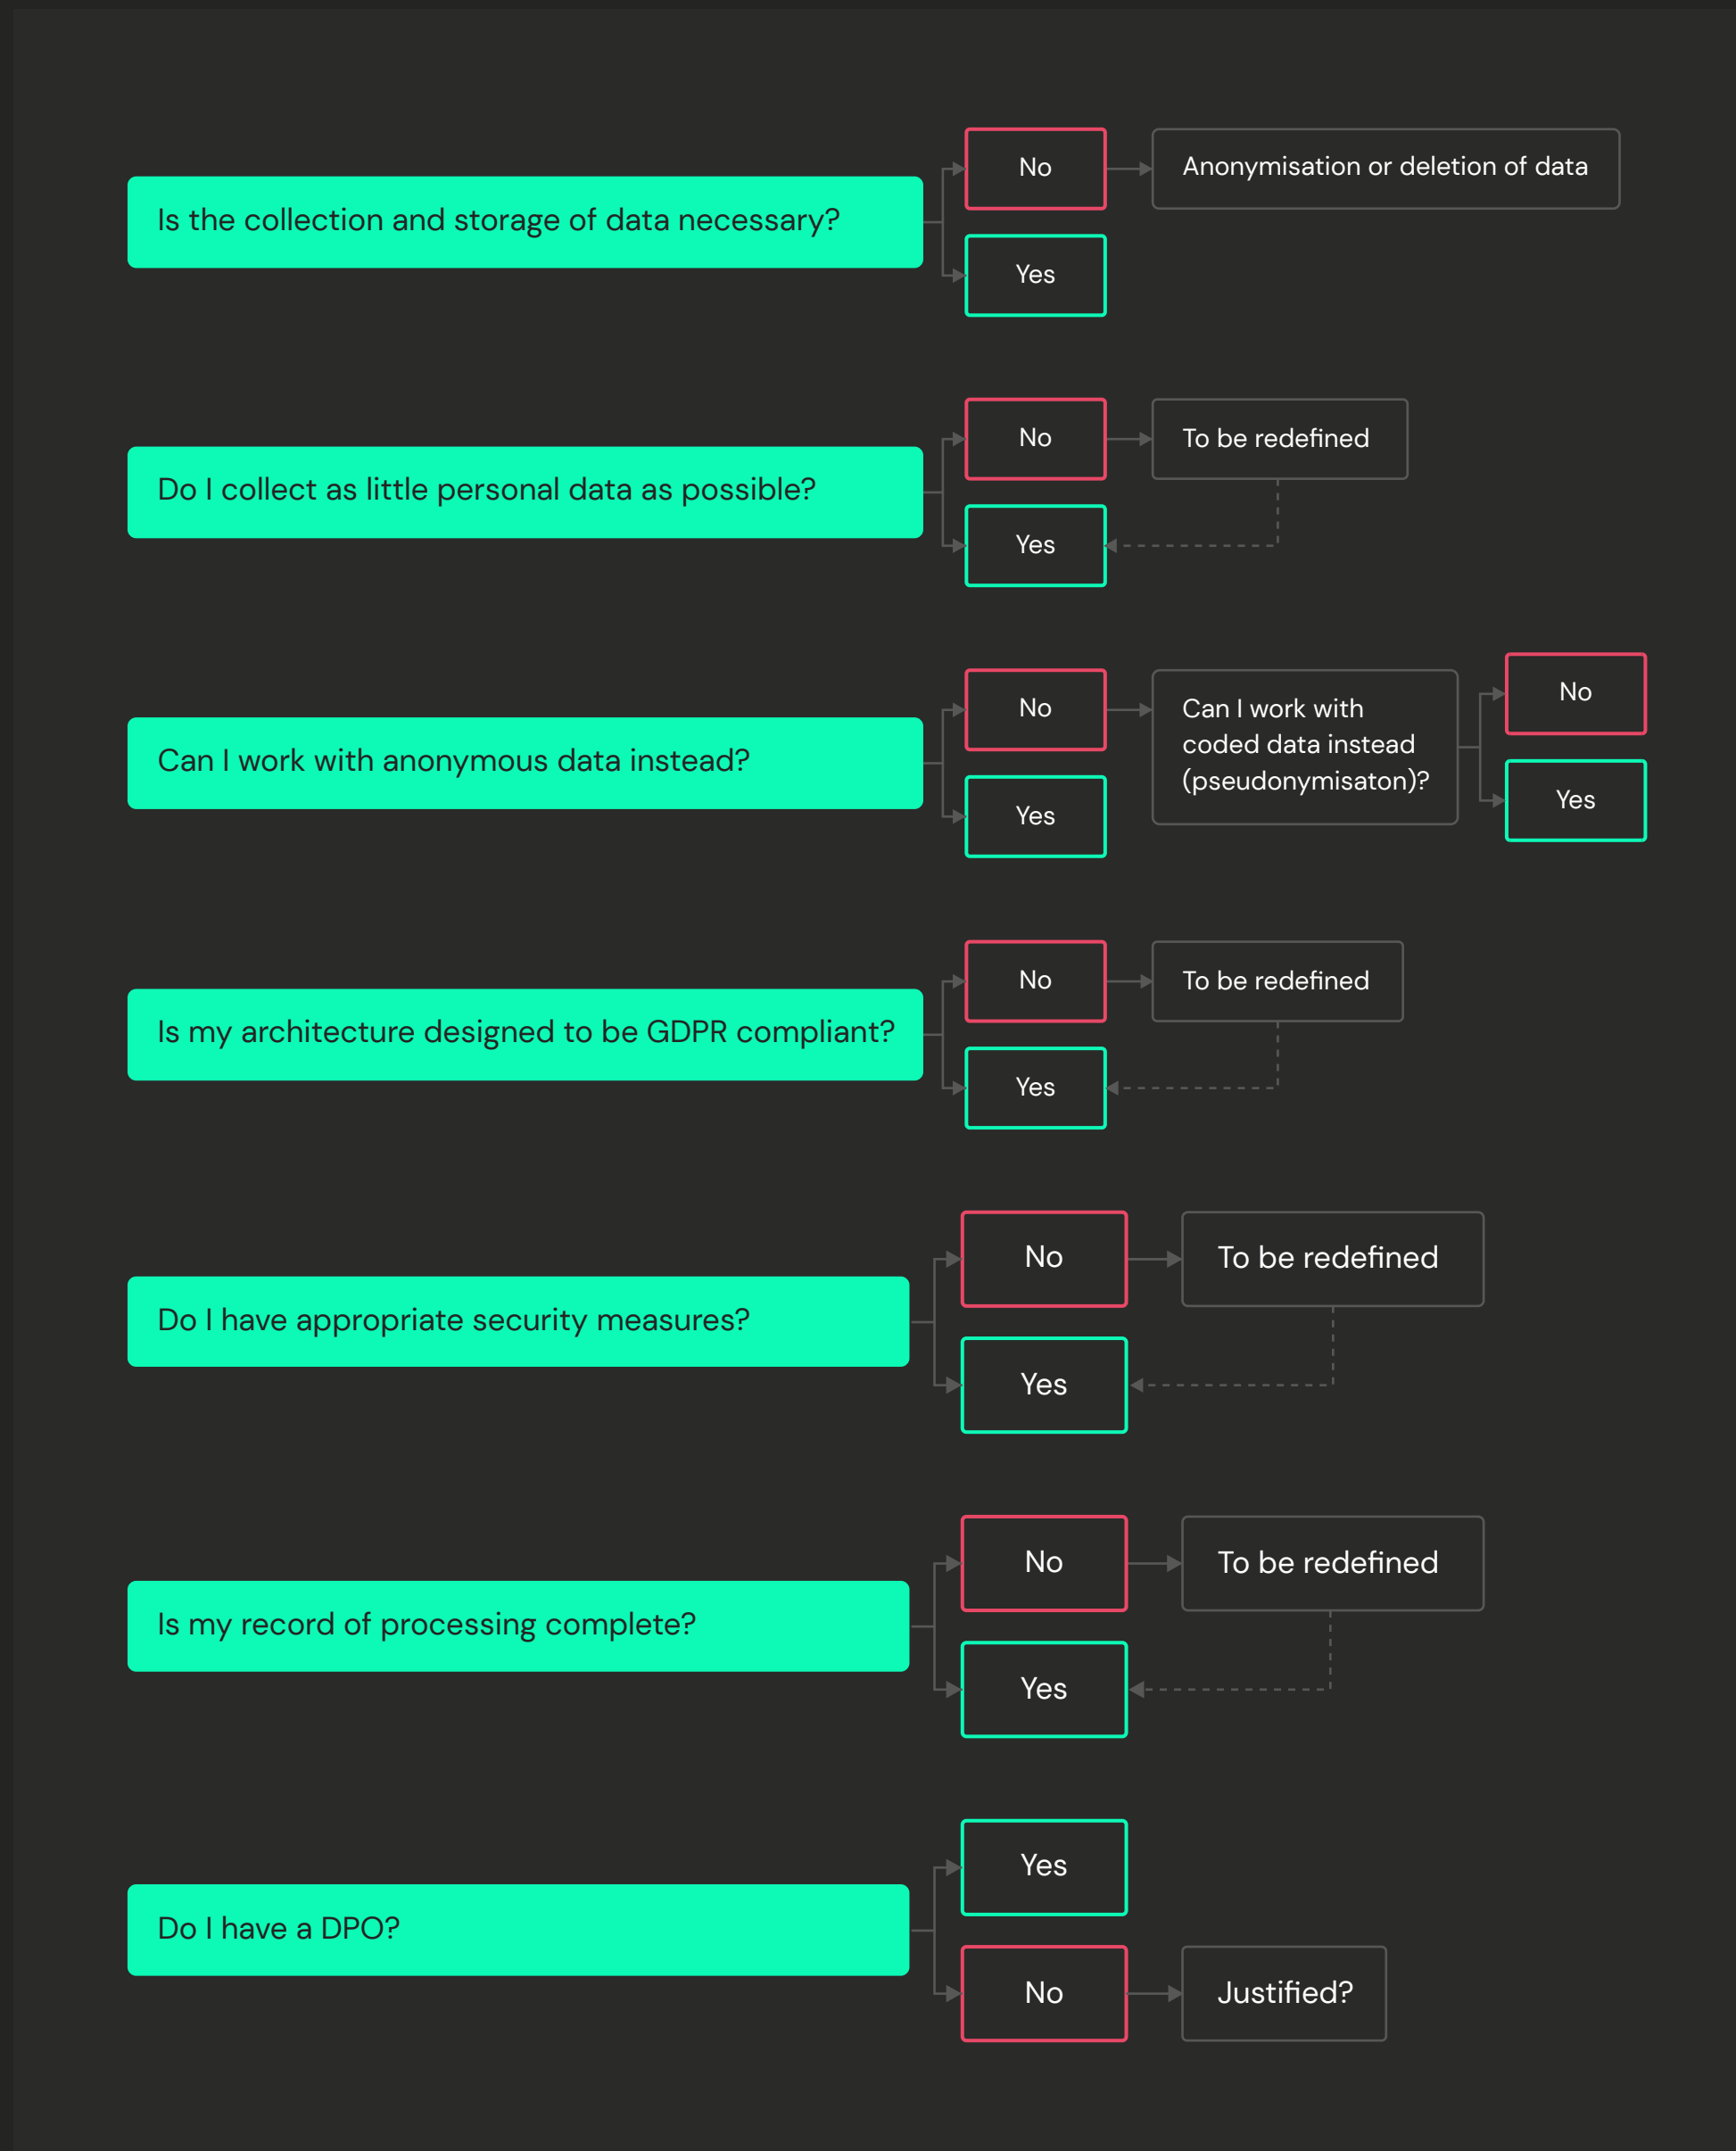 Is the collection and storage of data necessary?
No
Anonymisation or deletion of data
Yes
Do I collect as little personal data as possible?
No
To be redefined
Yes
Can I work with anonymous data instead?
No
Can I work with
coded data instead
(pseudonymisaton)?
No
Yes
Yes
Is my architecture designed to be GDPR compliant?
No
To be redefined
Yes
Do I have appropriate security measures?
No
To be redefined
Yes
Is my record of processing complete?
No
To be redefined
Yes
Do I have a DPO?
Yes
No
Justified?